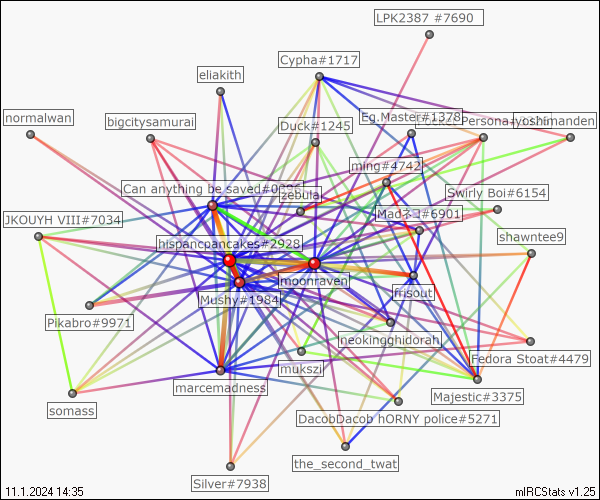 LPK2387 #7690
Cypha#1717
eliakith
normalwan
bigcitysamurai
Duck#1245
Eg.Master#1378
yoshimanden
ming#4742
Can anything be saved#0
zebula
Swirly Boi#6154
JKOUYH VIII#7034
#6901
hispancpancakes#2928
shawntee9
moonraven
frisout
Mushy#1984
Pikabro#9971
neokingghidorah
Fedora Stoat#4479
mukszi
marcemadness
Majestic#3375
somass
DacobDacob hORNY police#5271
the_second_twat
Silver#7938
11.1.2024 14:35
mIRCStats v1.25